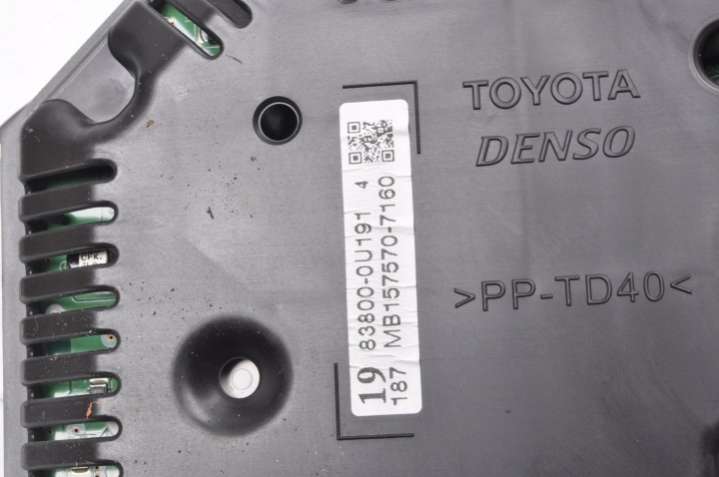 TOYOTA
DENSO
>PP-TD40<
19 83800-0U191 4
187 MB157570-7160